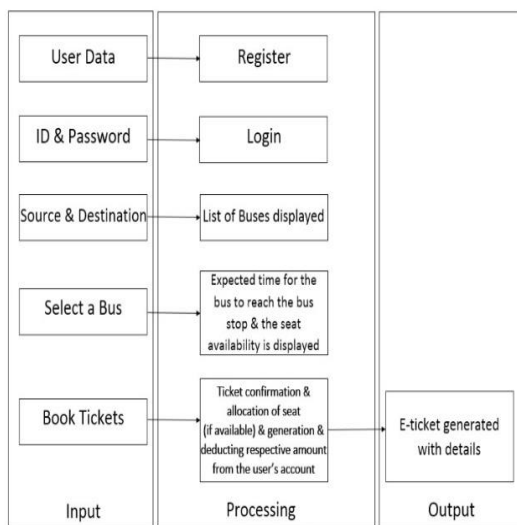 User Data
Register
ID & Password
Login
Source & Destination
List of Buses displayed
Select a Bus
Expected time for the
bus to reach the bus
stop & the seat
availability is displayed
Book Tickets
Ticket confirmation &
allocation of seat
(if available) & generation &
deducting respective amount
from the user's account
E-ticket generated
with details
Input
Processing
Output